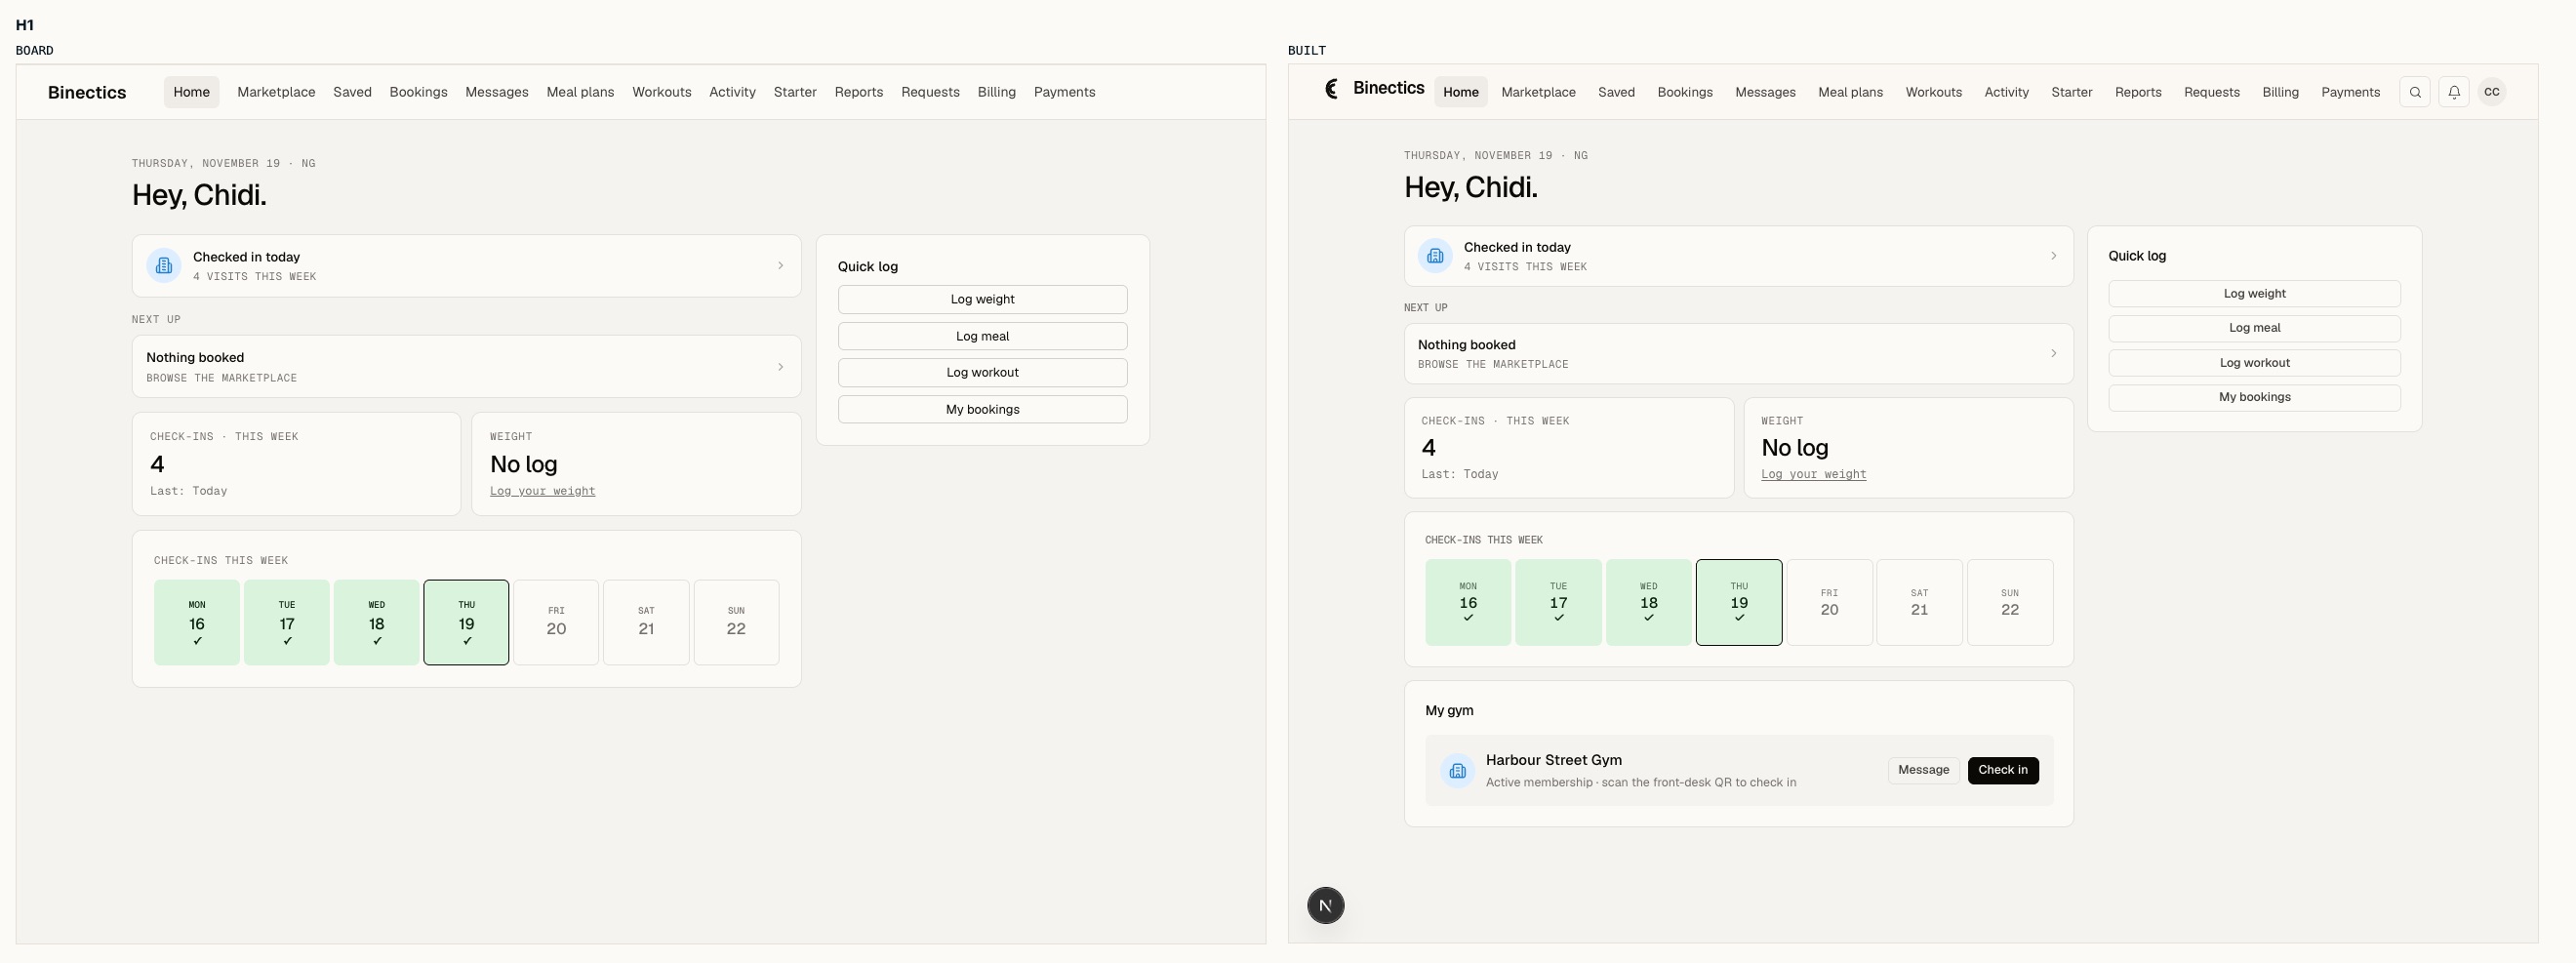 H1
BOARD
Binectics Home Marketplace Saved Bookings Messages Meal plans Workouts Activity Starter Reports Requests Billing Payments
THURSDAY, NOVEMBER 19 · NG
Hey, Chidi.
Checked in today
4 VISITS THIS WEEK
NEXT UP
Nothing booked
BROWSE THE MARKETPLACE
CHECK-INS · THIS WEEK
4
Last: Today
WEIGHT
No log
Log your weight
CHECK-INS THIS WEEK
MON TUE WED THU FRI SAT SUN
16 17 18 19 20 21 22
✓ ✓ ✓ ✓
Quick log
Log weight
Log meal
Log workout
My bookings
BUILT
Binectics Home Marketplace Saved Bookings Messages Meal plans Workouts Activity Starter Reports Requests Billing Payments CC
THURSDAY, NOVEMBER 19 · NG
Hey, Chidi.
Checked in today
4 VISITS THIS WEEK
NEXT UP
Nothing booked
BROWSE THE MARKETPLACE
CHECK-INS · THIS WEEK
4
Last: Today
WEIGHT
No log
Log your weight
CHECK-INS THIS WEEK
MON TUE WED THU FRI SAT SUN
16 17 18 19 20 21 22
My gym
Harbour Street Gym
Active membership · scan the front-desk QR to check in
Message
Check in
Quick log
Log weight
Log meal
Log workout
My bookings
N